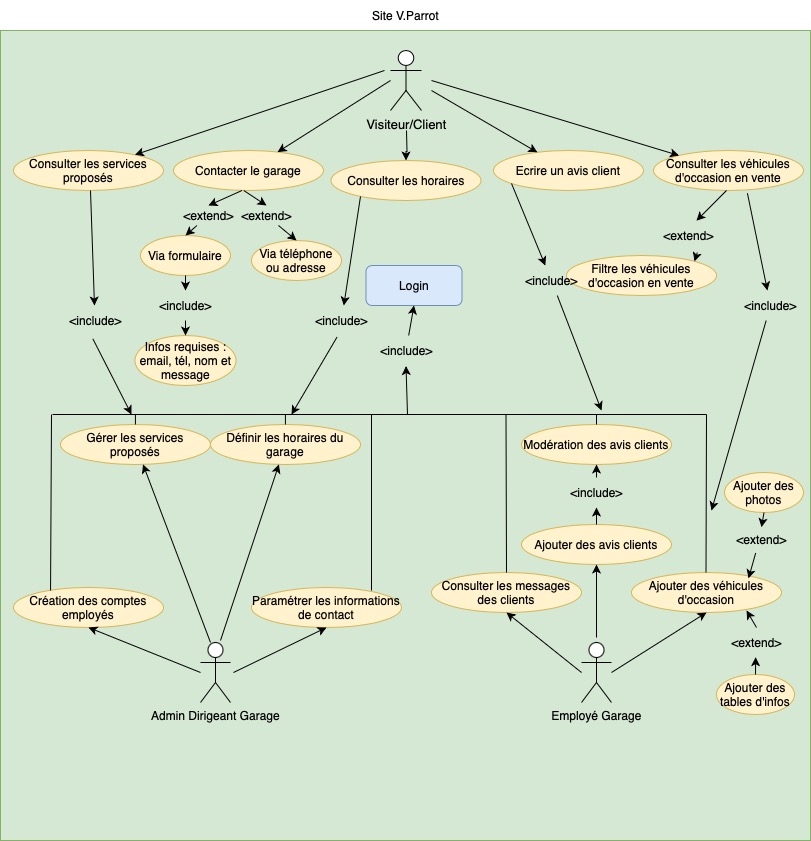 Site V.Parrot
Visiteur/Client
Consulter les services
proposés
Contacter le garage
Consulter les horaires
Ecrire un avis client
Consulter les véhicules
d'occasion en vente
<extend>
<extend>
<extend>
Via formulaire
Via téléphone
ou adresse
Filtre les véhicules
d'occasion en vente
Login
<include>
<include>
<include>
<include>
<include>
<include>
Infos requises :
email, tél, nom et
message
Gérer les services
proposés
Définir les horaires du
garage
Modération des avis clients
<include>
Ajouter des
photos
<extend>
Ajouter des avis clients
Création des comptes
employés
Paramétrer les informations
de contact
Consulter les messages
des clients
Ajouter des véhicules
d'occasion
<extend>
Ajouter des
tables d'infos
Admin Dirigeant Garage
Employé Garage